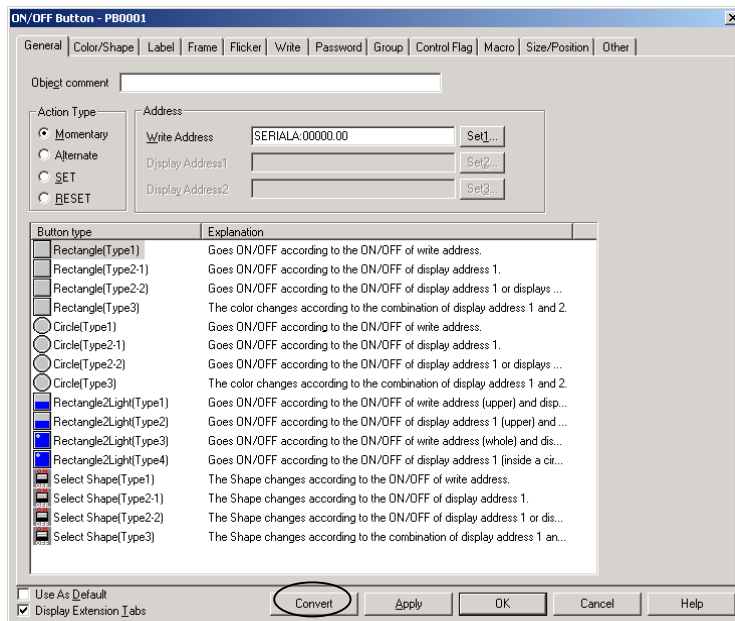 ON/OFF Button - PB0001
General Color/Shape Label Frame Flicker Write Password Group Control Flag Macro Size/Position Other
Object comment
Action Type
Address
Momentary
Write Address SERIALA:00000.00 Set1...
Alternate
Display Address1 Set2...
SET
Display Address2 Set3...
RESET
Button type Explanation
Rectangle(Type1) Goes ON/OFF according to the ON/OFF of write address.
Rectangle(Type2-1) Goes ON/OFF according to the ON/OFF of display address 1.
Rectangle(Type2-2) Goes ON/OFF according to the ON/OFF of display address 1 or displays ...
Rectangle(Type3) The color changes according to the combination of display address 1 and 2.
Circle(Type1) Goes ON/OFF according to the ON/OFF of write address.
Circle(Type2-1) Goes ON/OFF according to the ON/OFF of display address 1.
Circle(Type2-2) Goes ON/OFF according to the ON/OFF of display address 1 or displays ...
Circle(Type3) The color changes according to the combination of display address 1 and 2.
Rectangle2Light(Type1) Goes ON/OFF according to the ON/OFF of write address (upper) and disp...
Rectangle2Light(Type2) Goes ON/OFF according to the ON/OFF of display address 1 (upper) and ...
Rectangle2Light(Type3) Goes ON/OFF according to the ON/OFF of write address (whole) and dis...
Rectangle2Light(Type4) Goes ON/OFF according to the ON/OFF of display address 1 (inside a cir...
Select Shape(Type1) The Shape changes according to the ON/OFF of write address.
Select Shape(Type2-1) The Shape changes according to the ON/OFF of display address 1.
Select Shape(Type2-2) The Shape changes according to the ON/OFF of display address 1 or dis...
Select Shape(Type3) The Shape changes according to the combination of display address 1 an...
Use As Default
Display Extension Tabs
Convert Apply OK Cancel Help